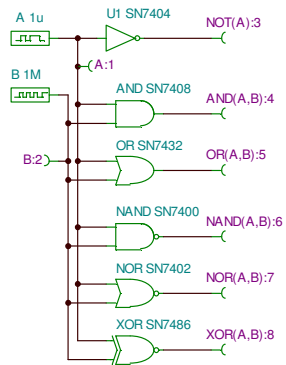 A 1u
U1 SN7404
NOT(A):3
A:1
B 1M
AND SN7408
AND(A,B):4
OR SN7432
B:2
OR(A,B):5
NAND SN7400
NAND(A,B):6
NOR SN7402
NOR(A,B):7
XOR SN7486
XOR(A,B):8